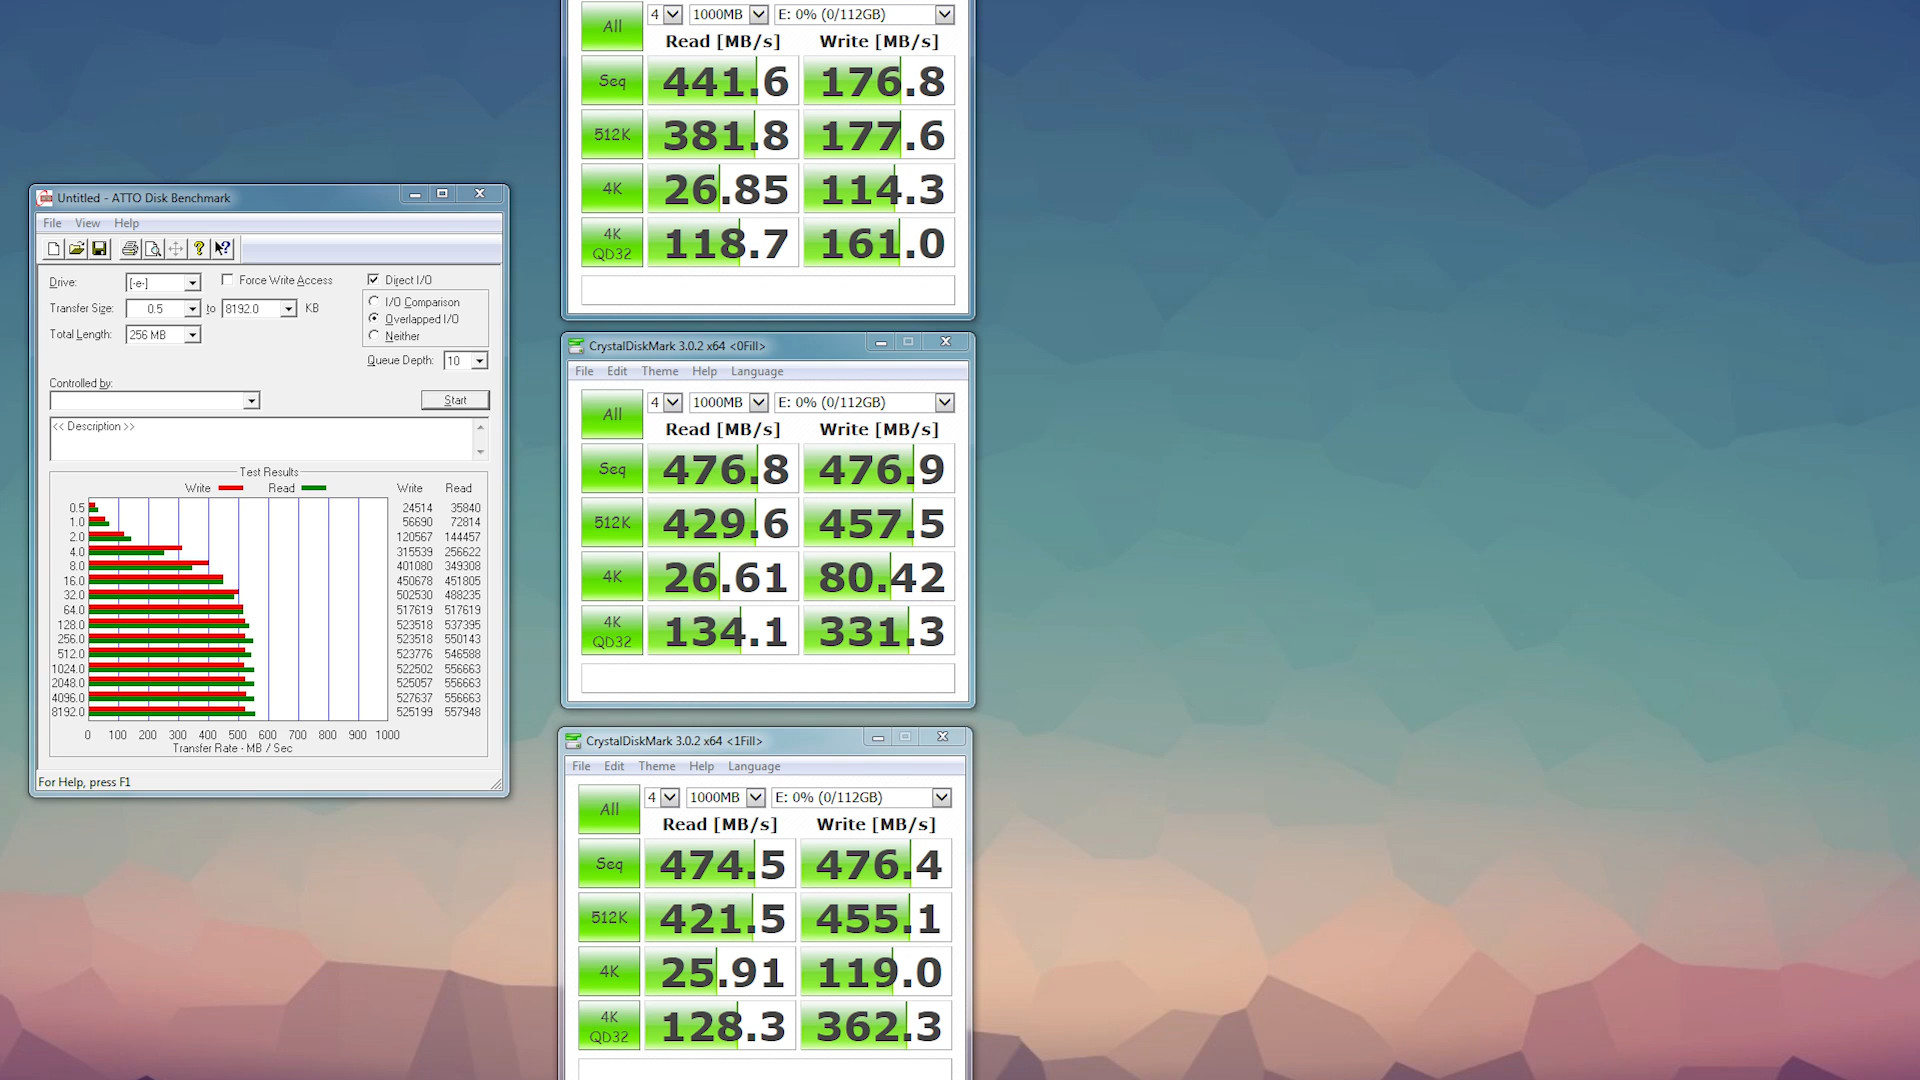 Untitled - ATTO Disk Benchmark
File View Help
Drive: [-e-] Force Write Access Direct I/O
Transfer Size: 0.5 to 8192.0 KB
I/O Comparison
Overlapped I/O
Neither
Total Length: 256 MB
Queue Depth: 10
Controlled by:
Start
<< Description >>
Test Results
Write Read Write Read
0.5 24514 35840
1.0 56690 72814
2.0 120567 144457
4.0 315539 256622
8.0 401080 349308
16.0 450678 451805
32.0 502530 488235
64.0 517619 517619
128.0 523518 537395
256.0 523518 550143
512.0 523776 546588
1024.0 522502 556663
2048.0 525057 556663
4096.0 527637 556663
8192.0 525199 557948
0 100 200 300 400 500 600 700 800 900 1000
Transfer Rate - MB / Sec
For Help, press F1
All 4 1000MB E: 0% (0/112GB)
Read [MB/s] Write [MB/s]
Seq 441.6 176.8
512K 381.8 177.6
4K 26.85 114.3
4K QD32 118.7 161.0
CrystalDiskMark 3.0.2 x64 <0Fill>
File Edit Theme Help Language
All 4 1000MB E: 0% (0/112GB)
Read [MB/s] Write [MB/s]
Seq 476.8 476.9
512K 429.6 457.5
4K 26.61 80.42
4K QD32 134.1 331.3
CrystalDiskMark 3.0.2 x64 <1Fill>
File Edit Theme Help Language
All 4 1000MB E: 0% (0/112GB)
Read [MB/s] Write [MB/s]
Seq 474.5 476.4
512K 421.5 455.1
4K 25.91 119.0
4K QD32 128.3 362.3